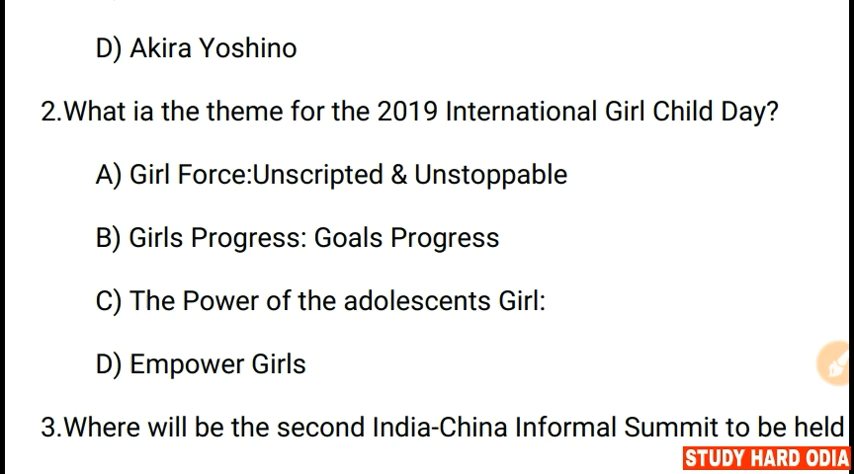 D) Akira Yoshino
2.What ia the theme for the 2019 International Girl Child Day?
A) Girl Force:Unscripted & Unstoppable
B) Girls Progress: Goals Progress
C) The Power of the adolescents Girl:
D) Empower Girls
3.Where will be the second India-China Informal Summit to be held
STUDY HARD ODIA